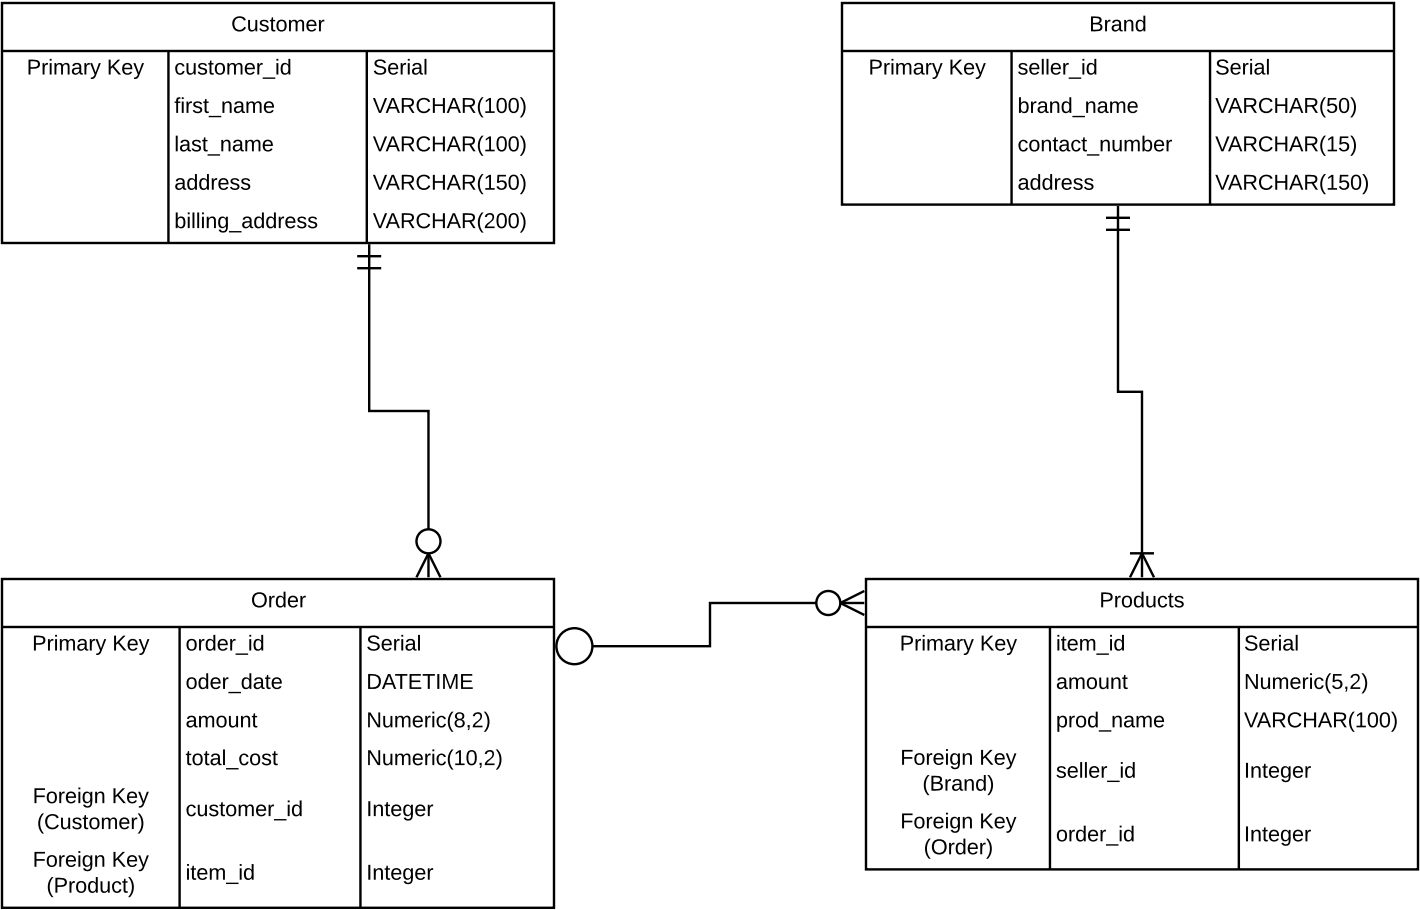 Customer
Primary Key customer_id Serial
first_name VARCHAR(100)
last_name VARCHAR(100)
address VARCHAR(150)
billing_address VARCHAR(200)
Brand
Primary Key seller_id Serial
brand_name VARCHAR(50)
contact_number VARCHAR(15)
address VARCHAR(150)
Order
Primary Key order_id Serial
oder_date DATETIME
amount Numeric(8,2)
total_cost Numeric(10,2)
Foreign Key
(Customer) customer_id Integer
Foreign Key
(Product) item_id Integer
Products
Primary Key item_id Serial
amount Numeric(5,2)
prod_name VARCHAR(100)
Foreign Key
(Brand) seller_id Integer
Foreign Key
(Order) order_id Integer